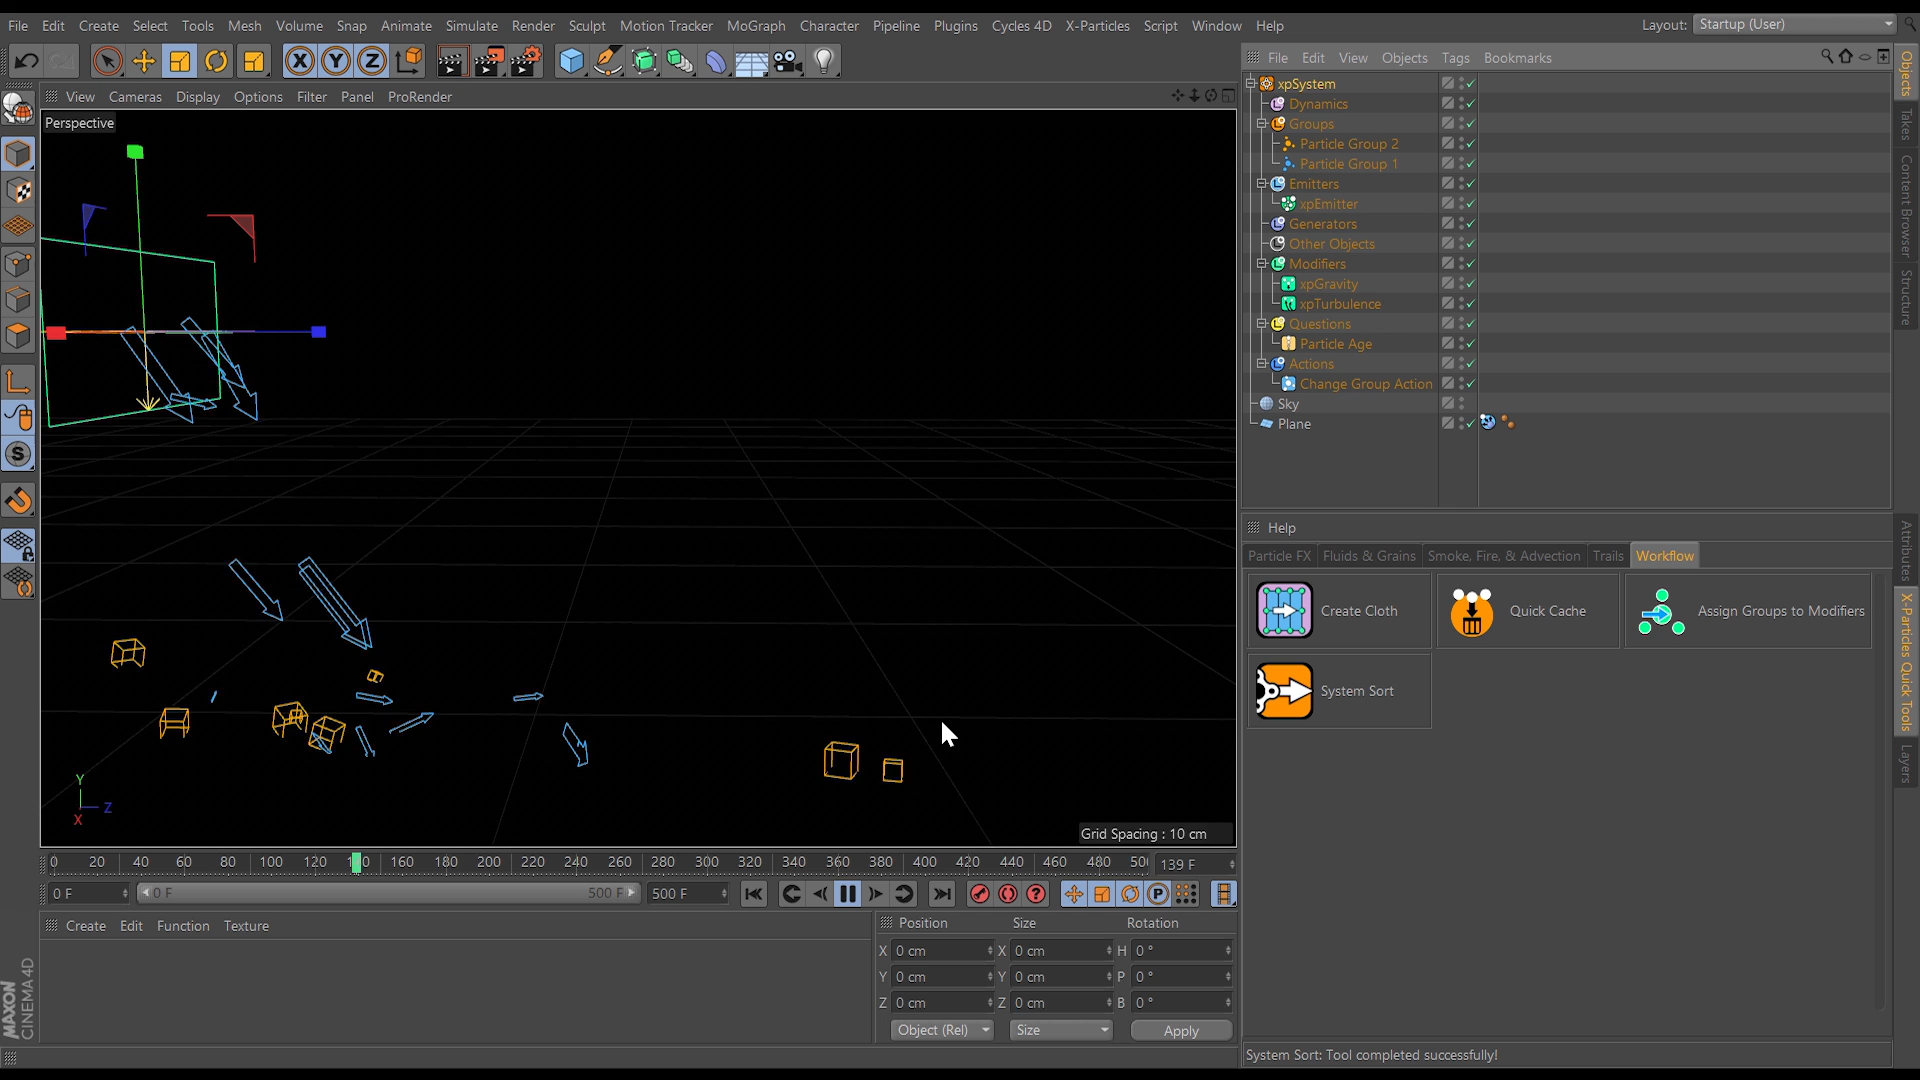 File Edit Create Select Tools Mesh Volume Snap Animate Simulate Render Sculpt Motion Tracker MoGraph Character Pipeline Plugins Cycles 4D X-Particles Script Window Help
Layout: Startup (User)
File Edit View Objects Tags Bookmarks
View Cameras Display Options Filter Panel ProRender
Perspective
xpSystem
Dynamics
Groups
Particle Group 2
Particle Group 1
Emitters
xpEmitter
Generators
Other Objects
Modifiers
xpGravity
xpTurbulence
Questions
Particle Age
Actions
Change Group Action
Sky
Plane
Objects
Takes
Content Browser
Structure
Help
Particle FX Fluids & Grains Smoke, Fire, & Advection Trails Workflow
Create Cloth Quick Cache Assign Groups to Modifiers
System Sort
Attributes
X-Particles Quick Tools
Layers
Y
Z
X
Grid Spacing : 10 cm
0 20 40 60 80 100 120 140 160 180 200 220 240 260 280 300 320 340 360 380 400 420 440 460 480 50 139 F
0 F 0 F 500 F 500 F
Create Edit Function Texture
Position Size Rotation
X 0 cm X 0 cm H 0 °
Y 0 cm Y 0 cm P 0 °
Z 0 cm Z 0 cm B 0 °
Object (Rel) Size Apply
MAXON
CINEMA 4D
System Sort: Tool completed successfully!